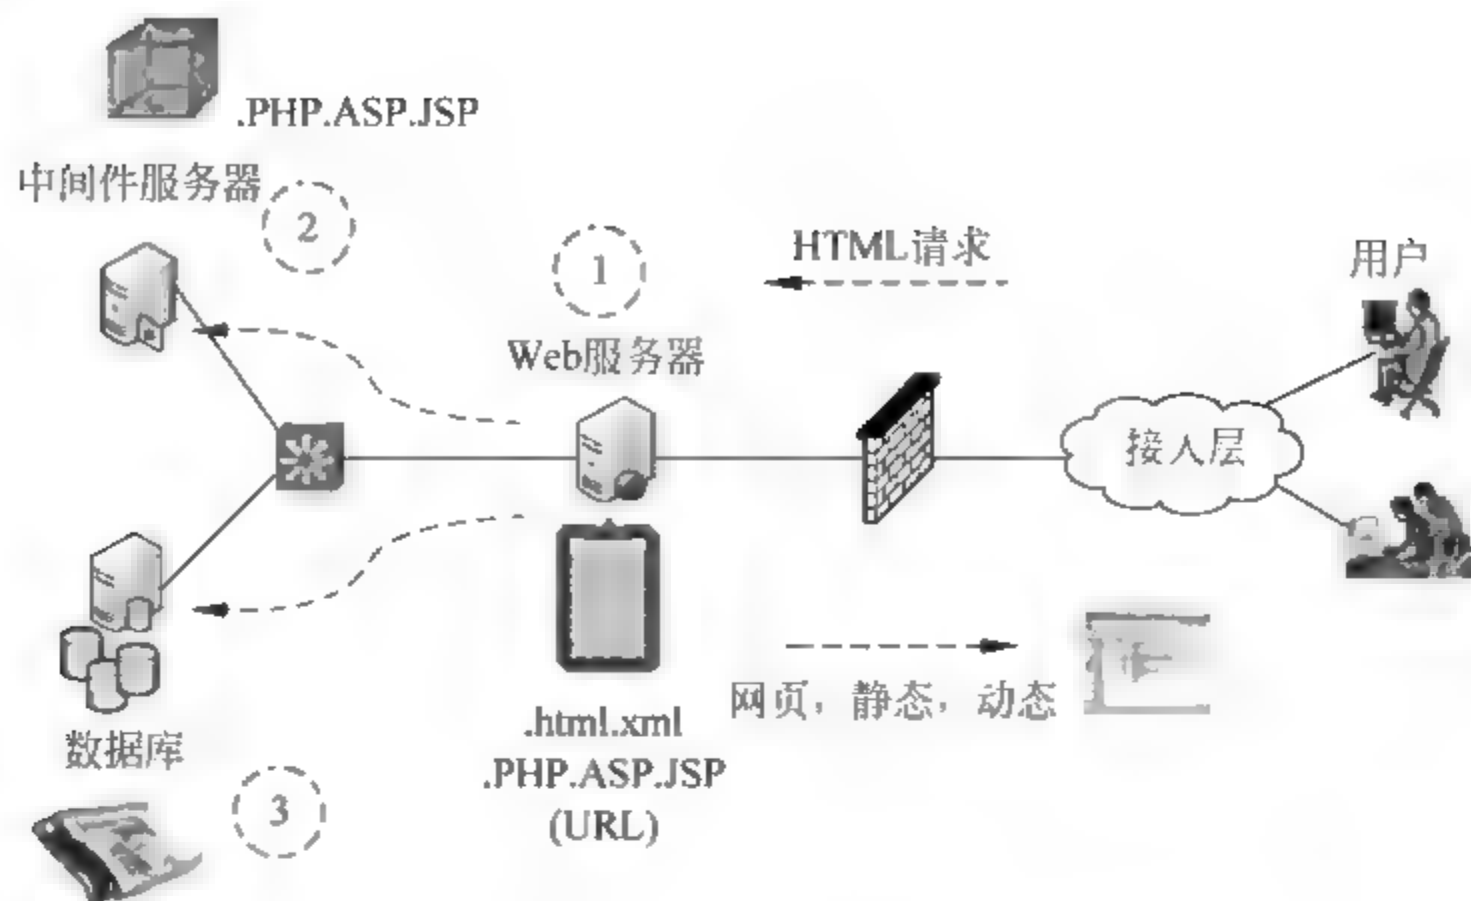 .PHP.ASP.JSP
中间件服务器
2
1
HTML请求
用户
Web服务器
接入层
网页，静态，动态
.html.xml
.PHP.ASP.JSP
(URL)
数据库
3